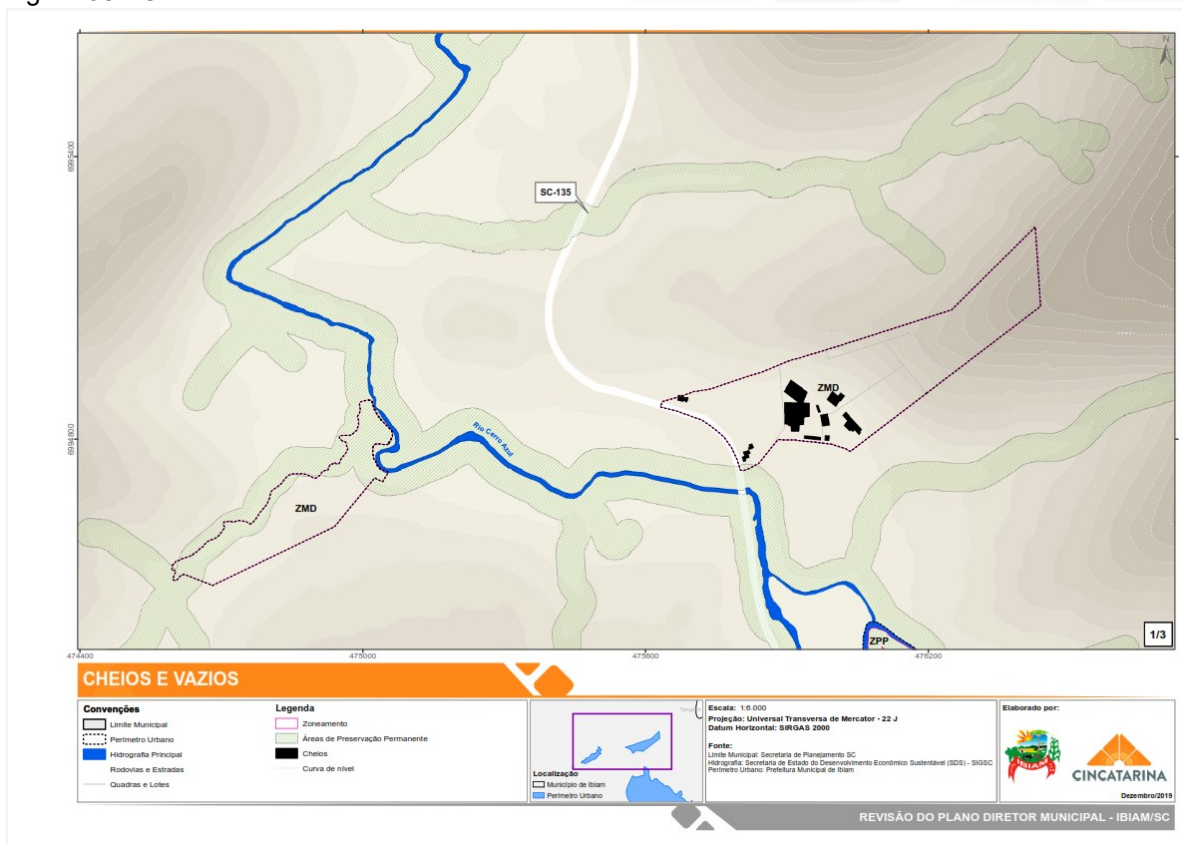 N
6995400
SC-135
ZMD
6994800
Rio Cerro Azul
ZMD
ZPP
1/3
474400
475000
475600
476200
CHEIOS E VAZIOS
Convenções
Limite Municipal
Perímetro Urbano
Hidrografia Principal
Rodovias e Estradas
Quadras e Lotes
Legenda
Zoneamento
Áreas de Preservação Permanente
Cheios
Curva de nível
Localização
Município de Ibiam
Perímetro Urbano
Escala: 1:6.000
Projeção: Universal Transversa de Mercator - 22 J
Datum Horizontal: SIRGAS 2000
Fonte:
Limite Municipal: Secretaria de Planejamento SC
Hidrografia: Secretaria de Estado do Desenvolvimento Econômico Sustentável (SDS) - SIGSC
Perímetro Urbano: Prefeitura Municipal de Ibiam
Elaborado por:
IBIAM
CINCATARINA
Dezembro/2019
REVISÃO DO PLANO DIRETOR MUNICIPAL - IBIAM/SC